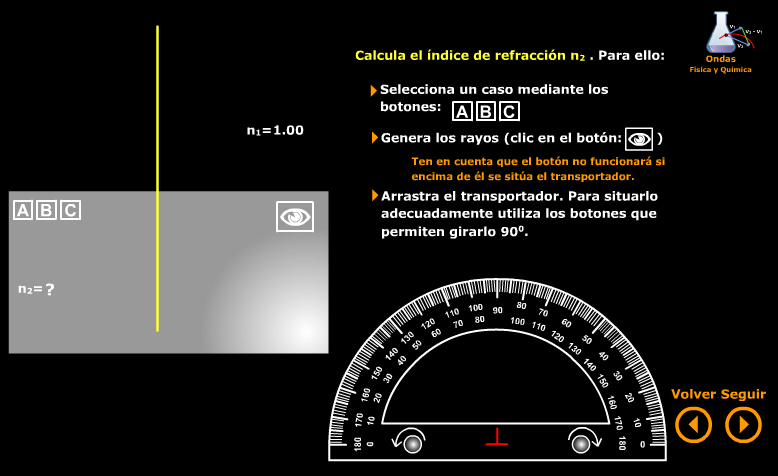 Calcula el índice de refracción n₂ . Para ello:
Selecciona un caso mediante los
botones: A B C
Genera los rayos (clic en el botón: )
Ten en cuenta que el botón no funcionará si
encima de él se sitúa el transportador.
Arrastra el transportador. Para situarlo
adecuadamente utiliza los botones que
permiten girarlo 90⁰.
v₁ v₂ - v₁
v₂
Ondas
Física y Química
n₁=1.00
A B C
n₂=?
180 170 160 150 140 130 120 110 100 90 80 70 60 50 40 30 20 10 0
0 10 20 30 40 50 60 70 80 100 110 120 130 140 150 160 170 180
Volver Seguir